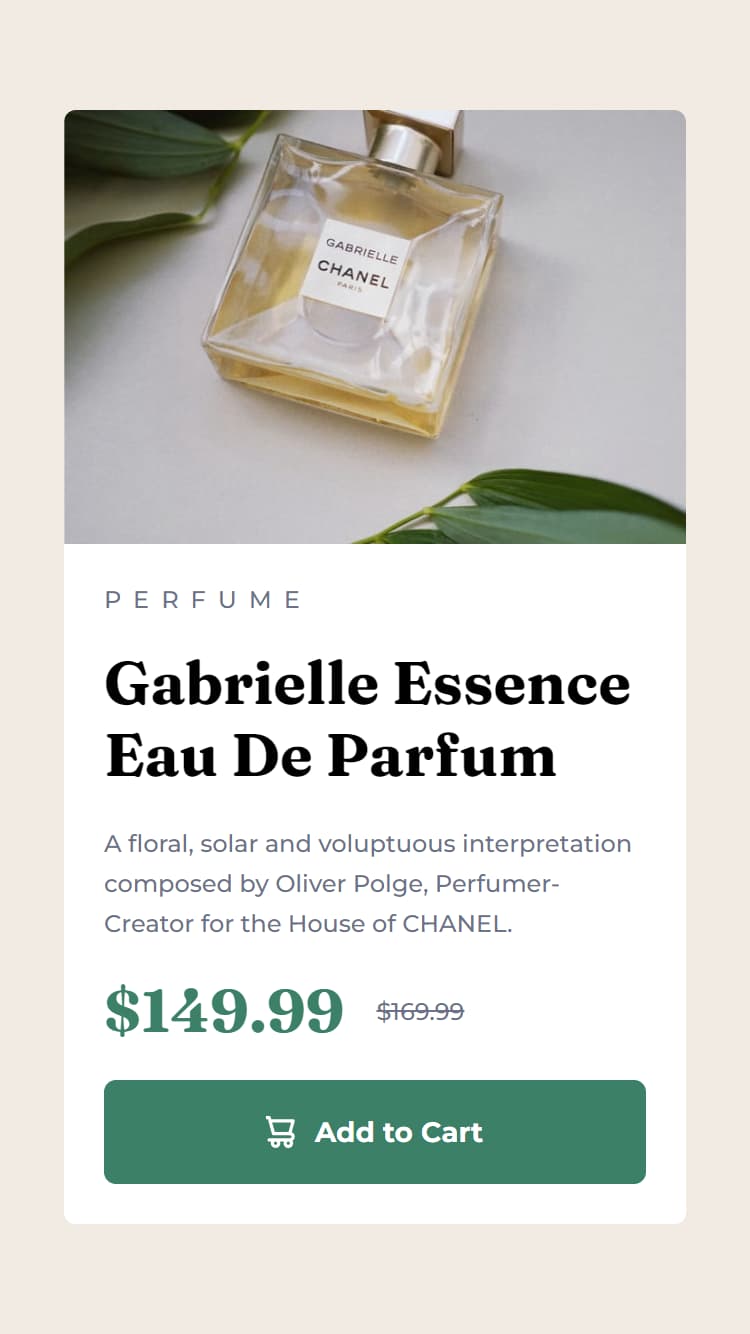 GABRIELLE
CHANEL
PARIS
PERFUME
Gabrielle Essence
Eau De Parfum
A floral, solar and voluptuous interpretation
composed by Oliver Polge, Perfumer-
Creator for the House of CHANEL.
$149.99 $169.99
Add to Cart